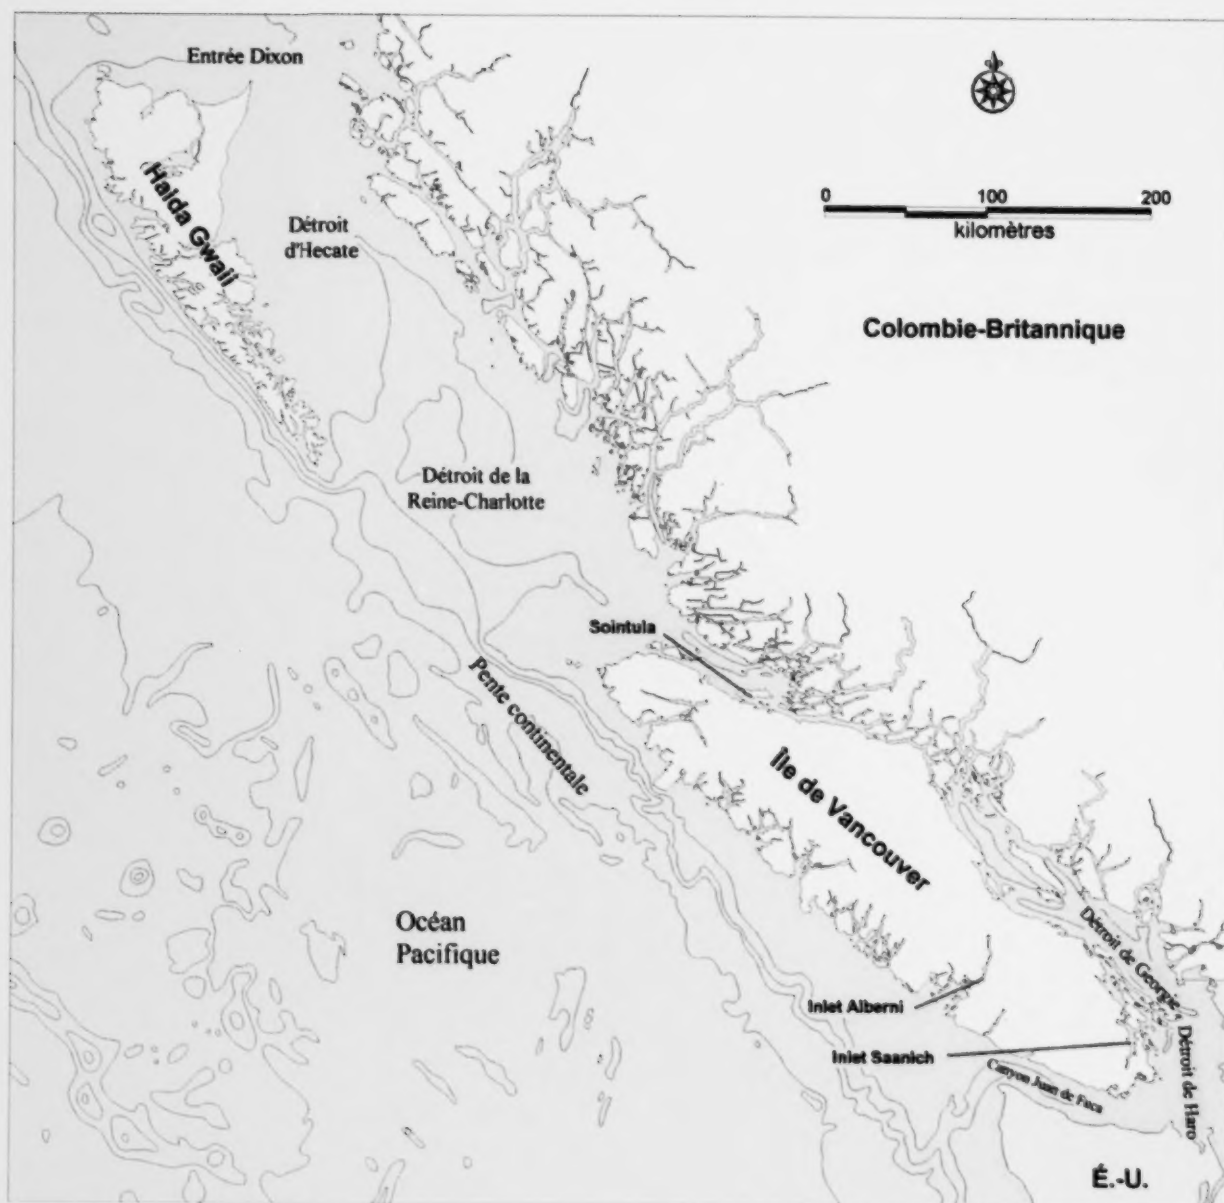 Entrée Dixon
0 100 200
kilomètres
Haida Gwaii
Détroit
d'Hecate
Colombie-Britannique
Détroit de la
Reine-Charlotte
Sointula
Pente continentale
Île de Vancouver
Océan
Pacifique
Détroit de Georgie
Inlet Alberni
Inlet Saanich
Canyon Juan de Fuca
Détroit de Haro
É.-U.